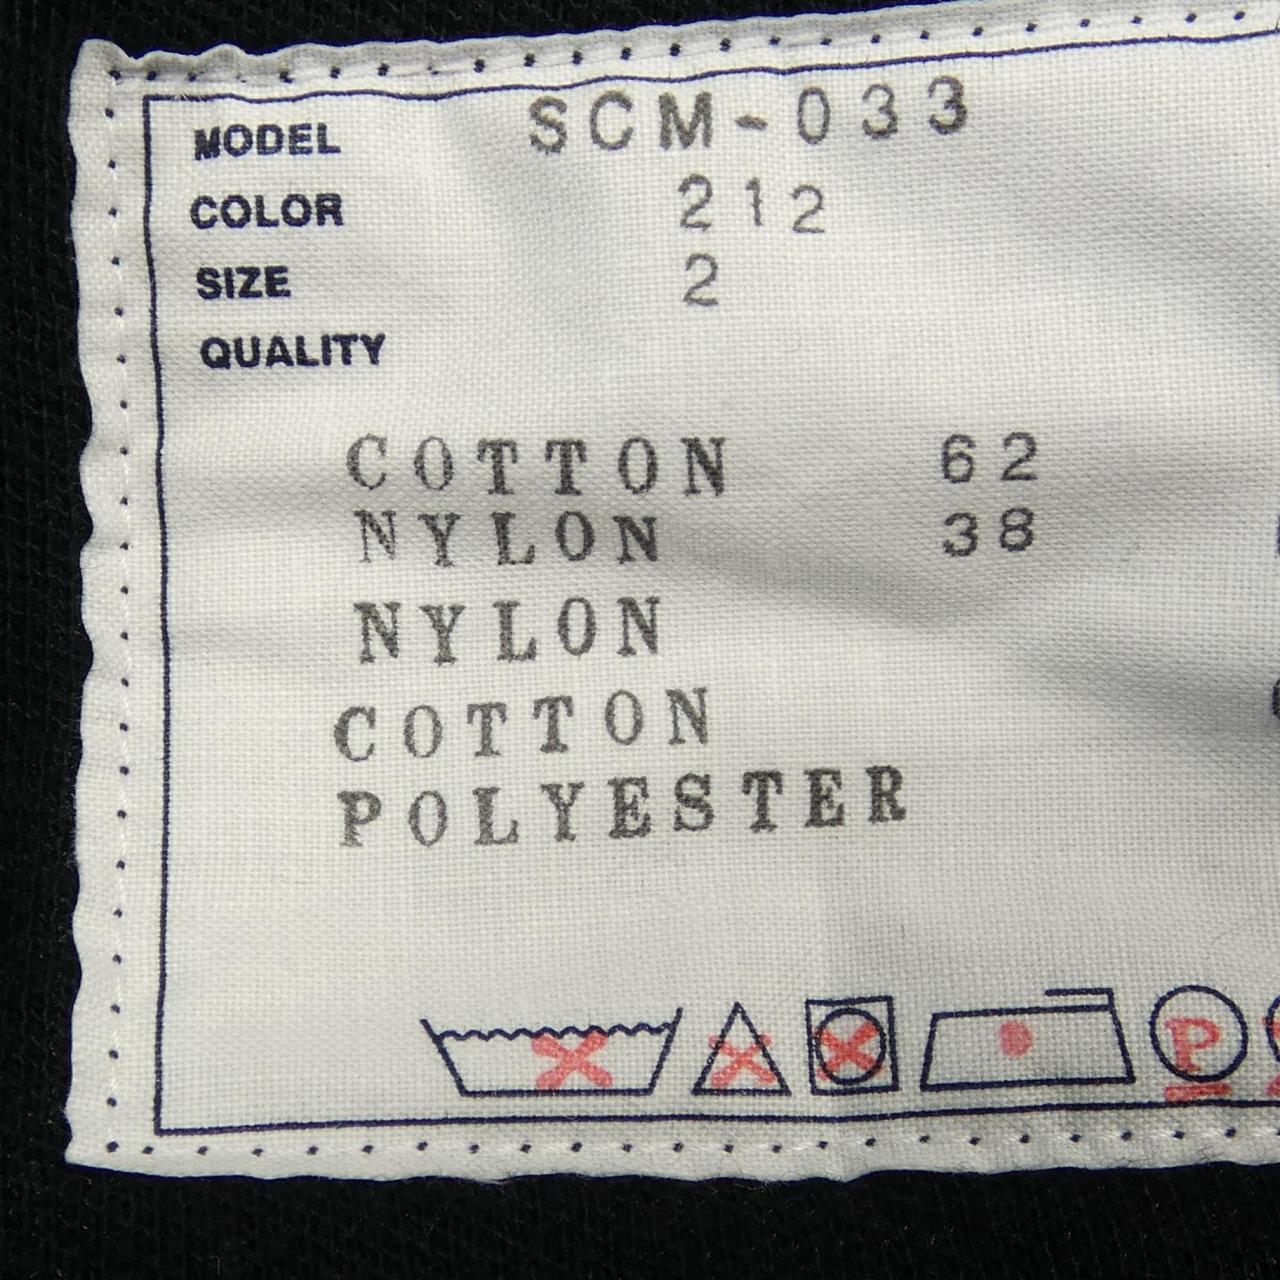 MODEL SCM-033
COLOR 212
SIZE 2
QUALITY
COTTON 62
NYLON 38
NYLON
COTTON
POLYESTER
P